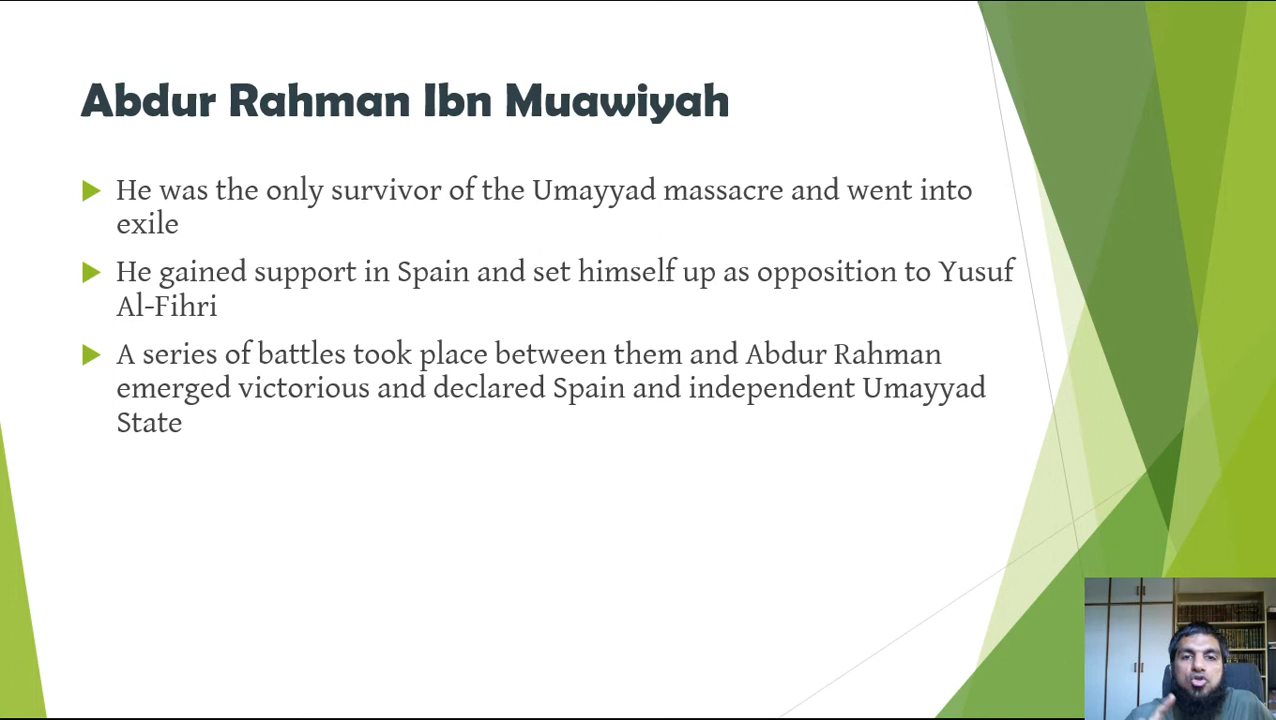 Abdur Rahman Ibn Muawiyah
He was the only survivor of the Umayyad massacre and went into
exile
He gained support in Spain and set himself up as opposition to Yusuf
Al-Fihri
A series of battles took place between them and Abdur Rahman
emerged victorious and declared Spain and independent Umayyad
State